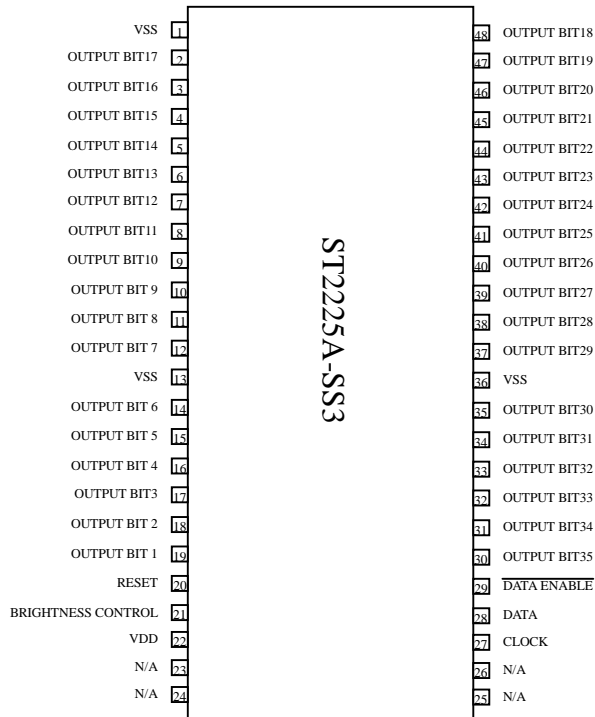 VSS 1
OUTPUT BIT17 2
OUTPUT BIT16 3
OUTPUT BIT15 4
OUTPUT BIT14 5
OUTPUT BIT13 6
OUTPUT BIT12 7
OUTPUT BIT11 8
OUTPUT BIT10 9
OUTPUT BIT 9 10
OUTPUT BIT 8 11
OUTPUT BIT 7 12
VSS 13
OUTPUT BIT 6 14
OUTPUT BIT 5 15
OUTPUT BIT 4 16
OUTPUT BIT3 17
OUTPUT BIT 2 18
OUTPUT BIT 1 19
RESET 20
BRIGHTNESS CONTROL 21
VDD 22
N/A 23
N/A 24
ST2225A-SS3
48 OUTPUT BIT18
47 OUTPUT BIT19
46 OUTPUT BIT20
45 OUTPUT BIT21
44 OUTPUT BIT22
43 OUTPUT BIT23
42 OUTPUT BIT24
41 OUTPUT BIT25
40 OUTPUT BIT26
39 OUTPUT BIT27
38 OUTPUT BIT28
37 OUTPUT BIT29
36 VSS
35 OUTPUT BIT30
34 OUTPUT BIT31
33 OUTPUT BIT32
32 OUTPUT BIT33
31 OUTPUT BIT34
30 OUTPUT BIT35
29 DATA ENABLE
28 DATA
27 CLOCK
26 N/A
25 N/A